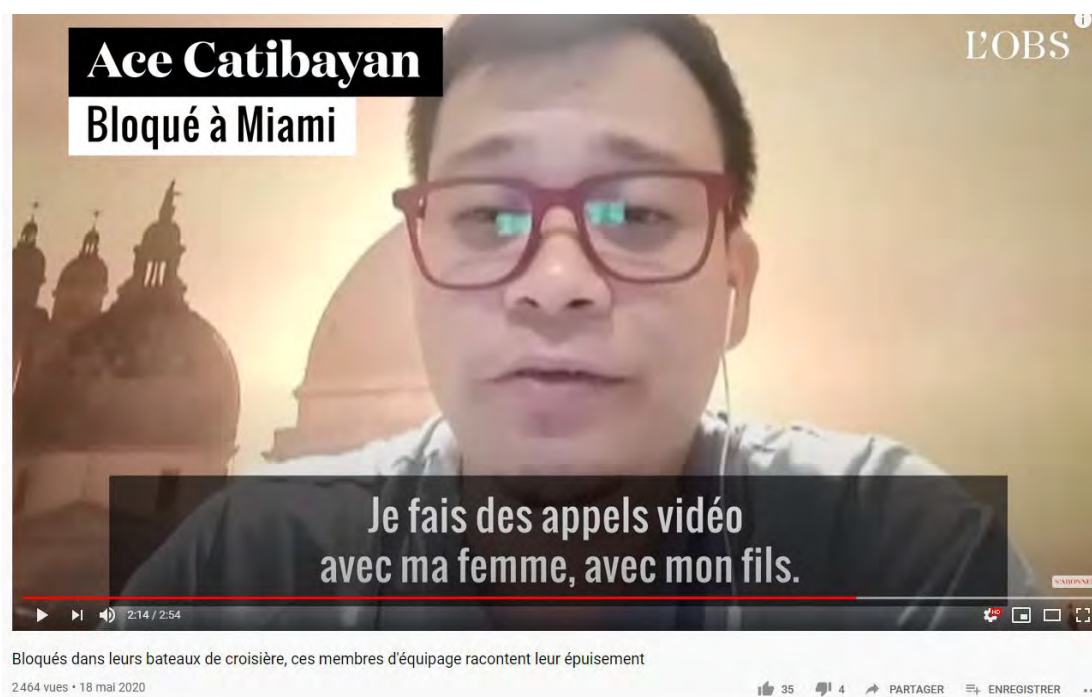 Ace Catibayan
L'OBS
Bloqué à Miami
Je fais des appels vidéo
avec ma femme, avec mon fils.
S'ABONNER
2:14 / 2:54
HD
Bloqués dans leurs bateaux de croisière, ces membres d'équipage racontent leur épuisement
2 464 vues • 18 mai 2020
35
4
PARTAGER
ENREGISTRER